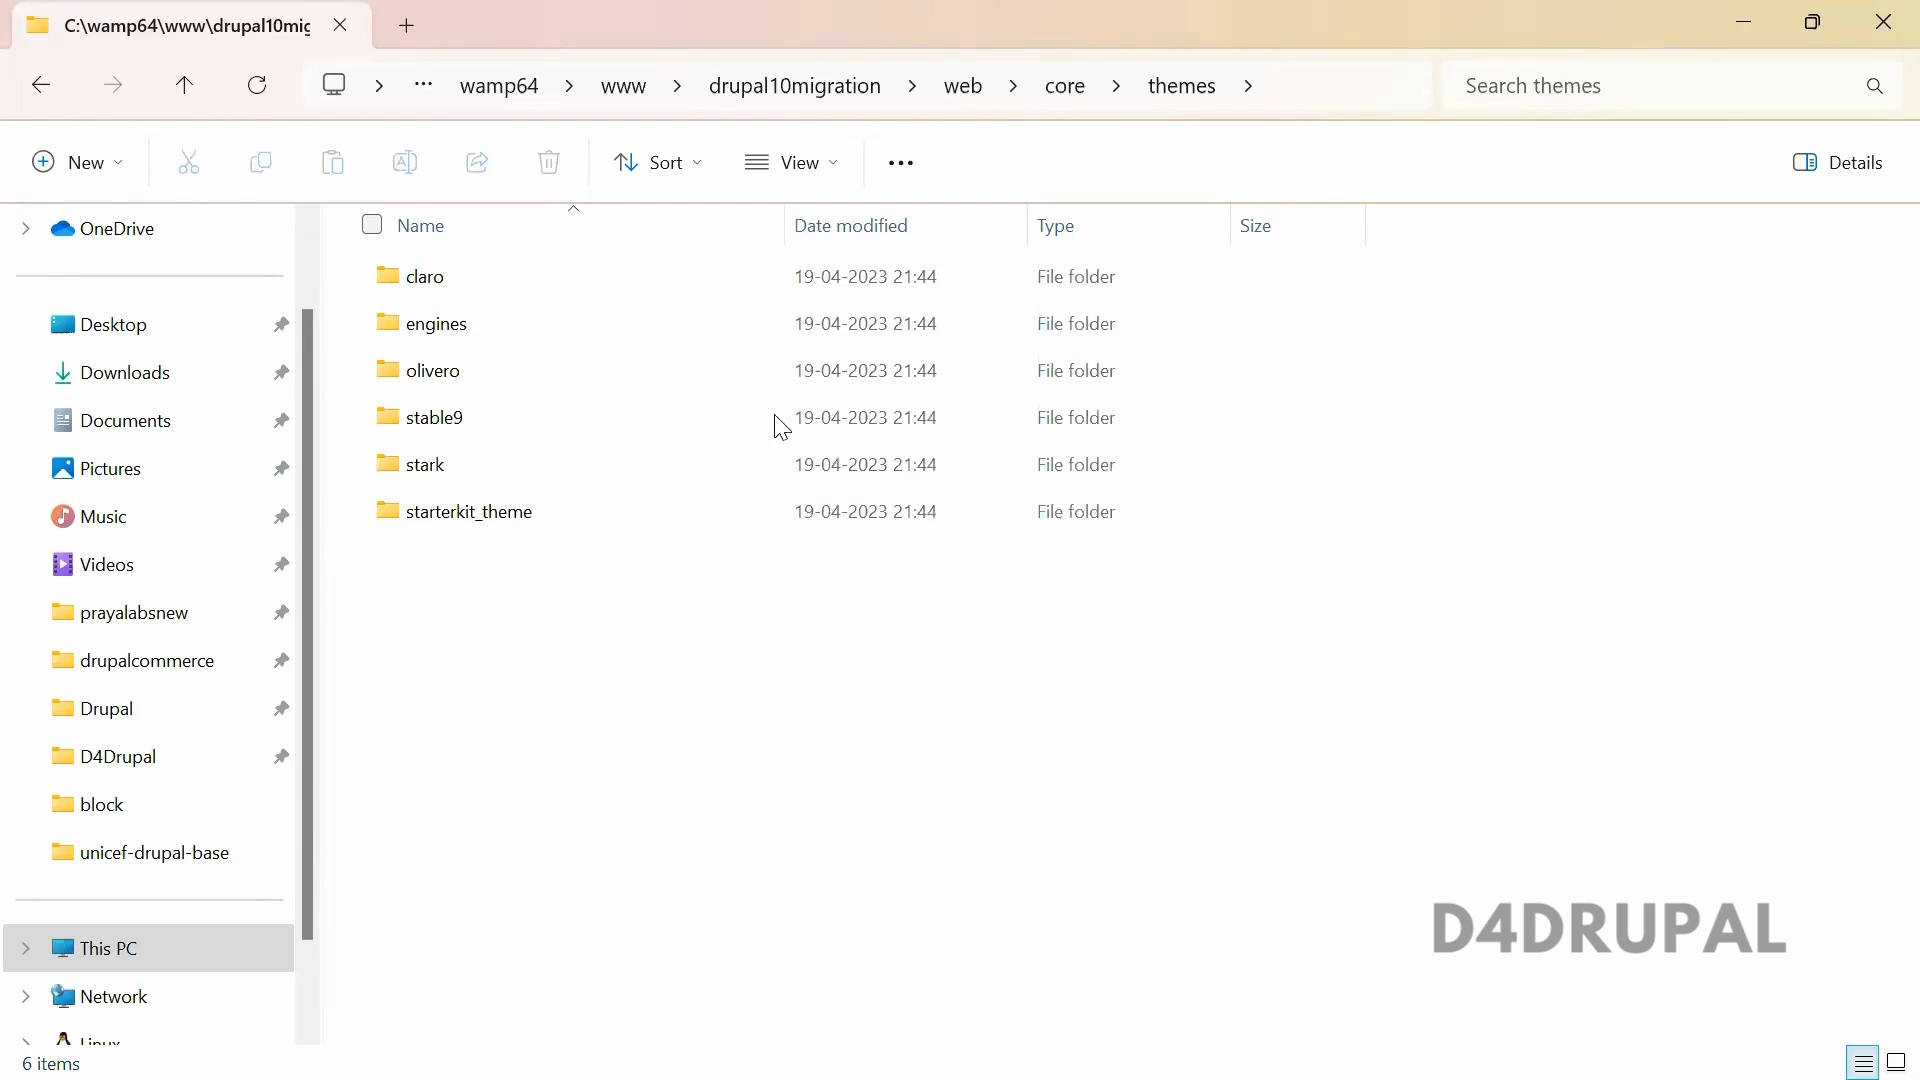 C:\wamp64\www\drupal10mig
wamp64 www drupal10migration web core themes
Search themes
New
Sort
View
Details
Name Date modified Type Size
claro 19-04-2023 21:44 File folder
engines 19-04-2023 21:44 File folder
olivero 19-04-2023 21:44 File folder
stable9 19-04-2023 21:44 File folder
stark 19-04-2023 21:44 File folder
starterkit_theme 19-04-2023 21:44 File folder
OneDrive
Desktop
Downloads
Documents
Pictures
Music
Videos
prayalabsnew
drupalcommerce
Drupal
D4Drupal
block
unicef-drupal-base
This PC
Network
Linux
D4DRUPAL
6 items